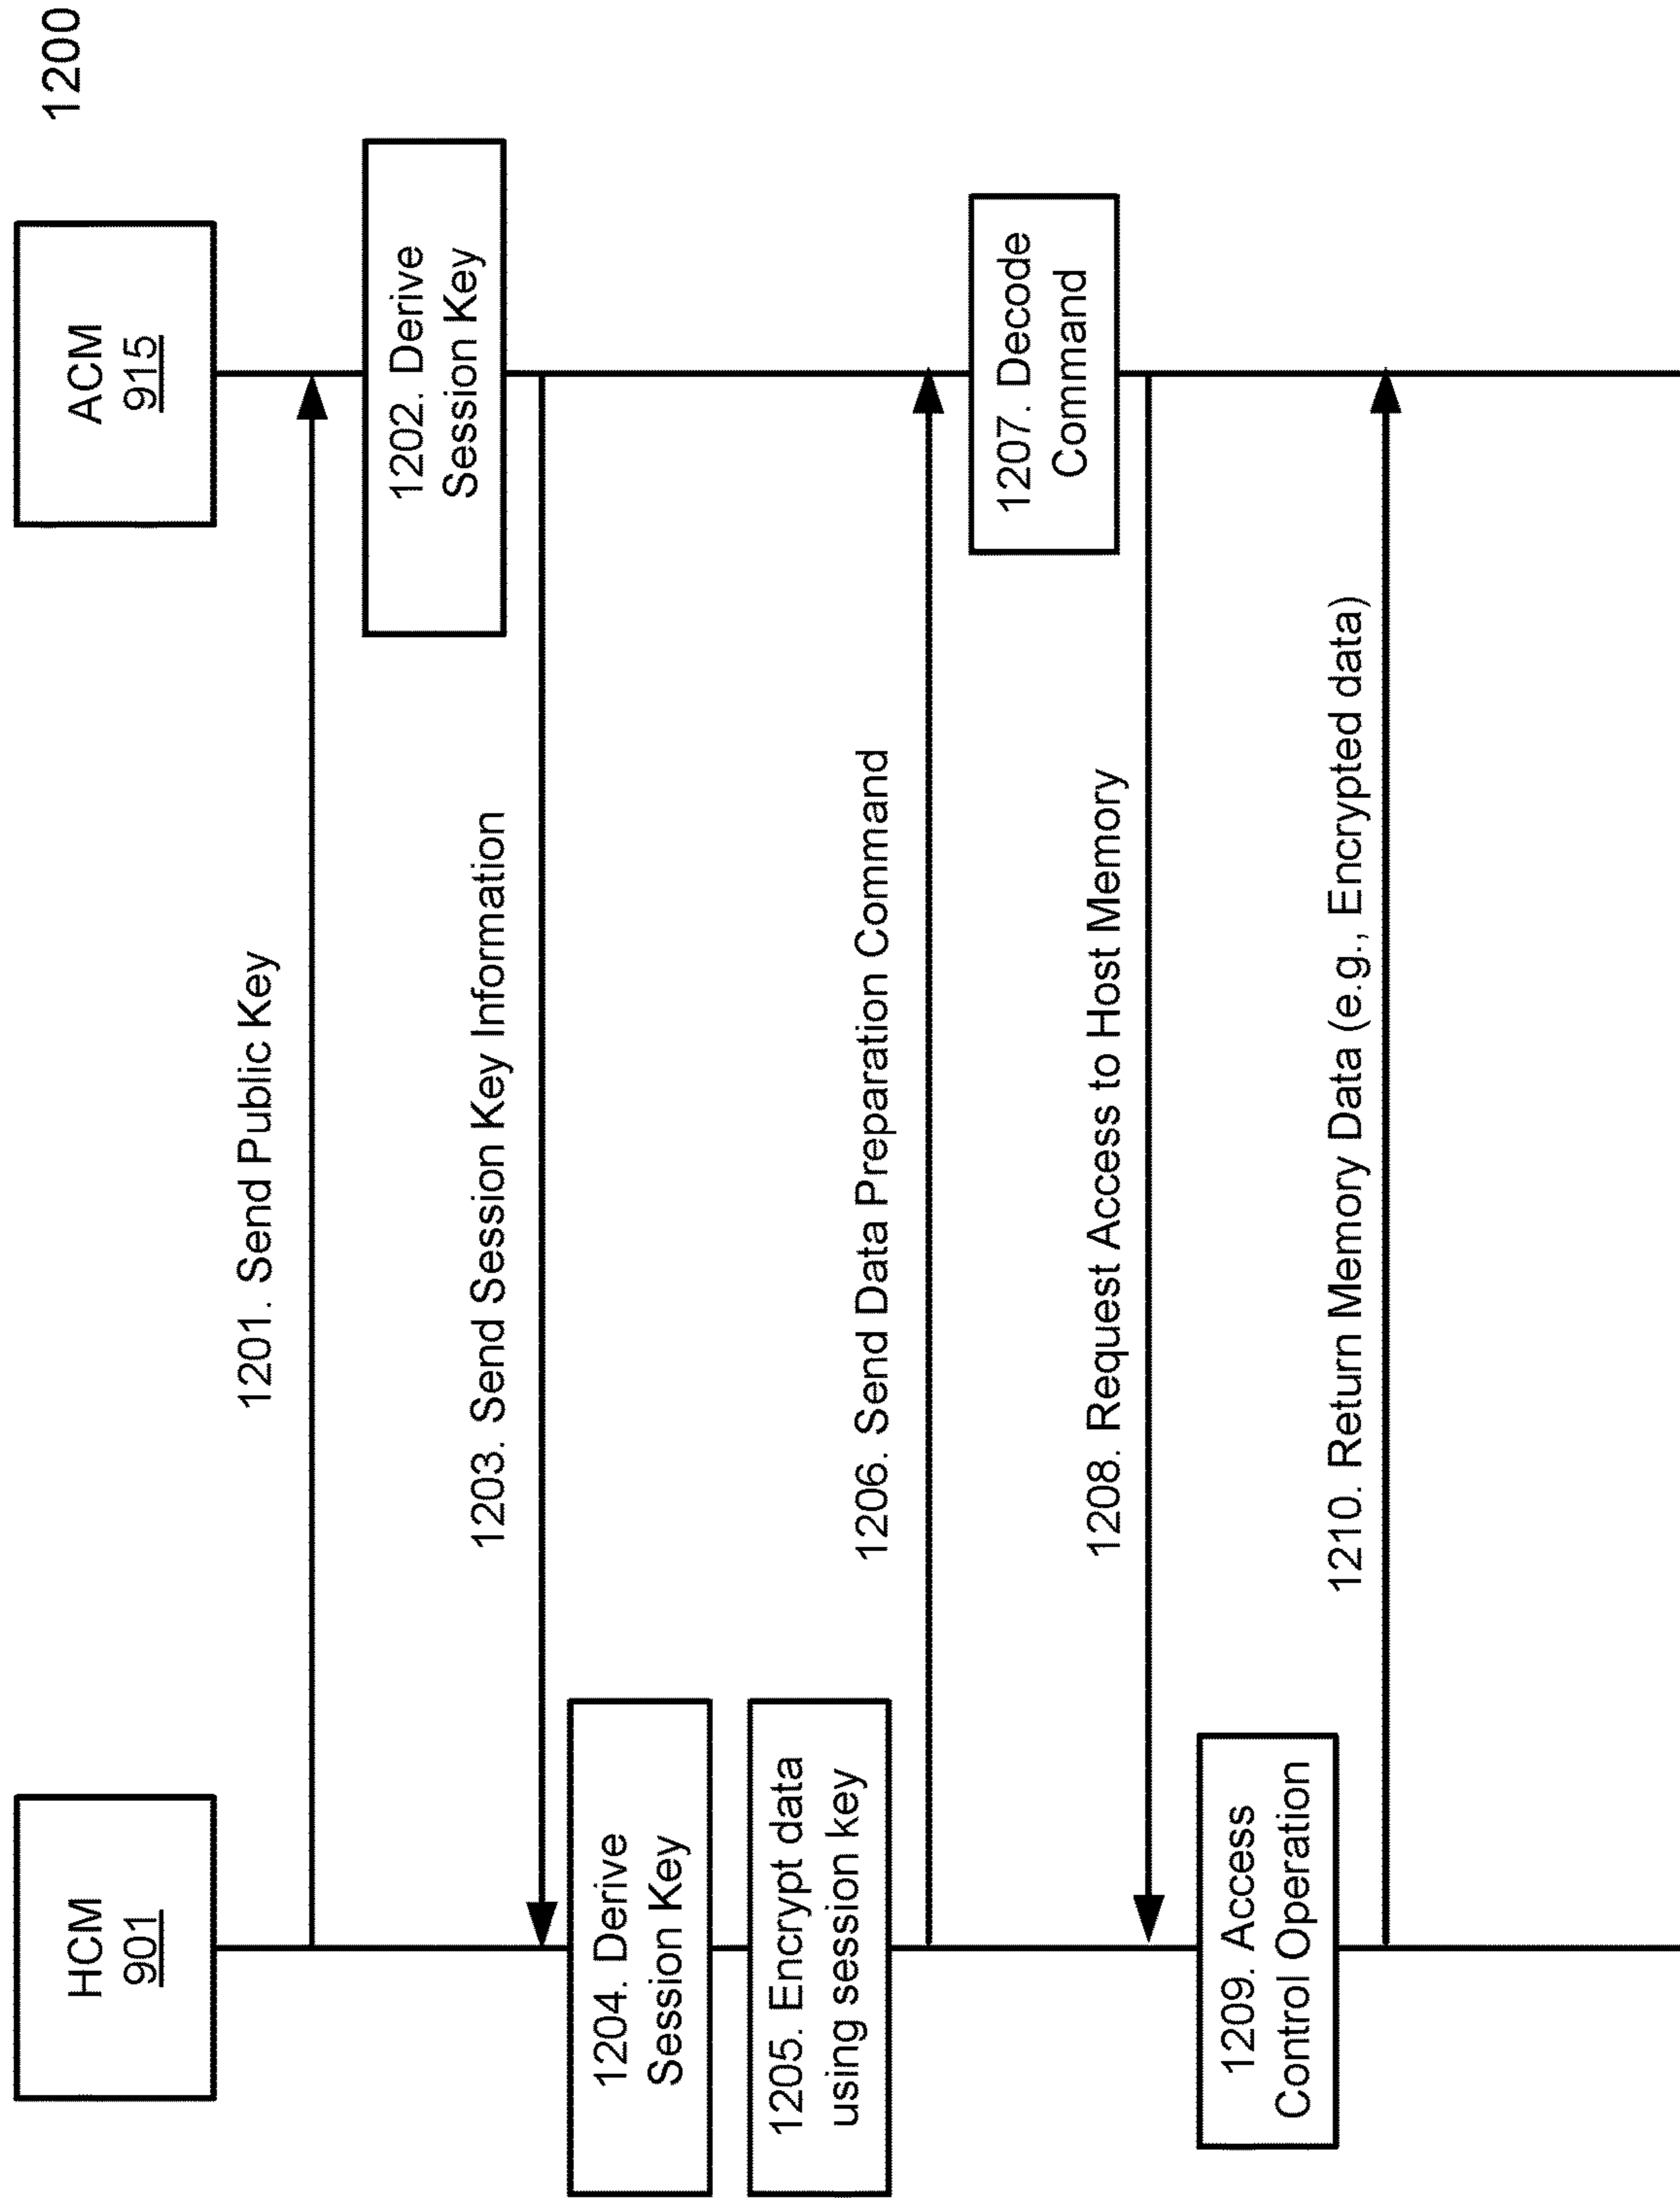 1200
HCM
901
ACM
915
1201. Send Public Key
1202. Derive
Session Key
1203. Send Session Key Information
1204. Derive
Session Key
1205. Encrypt data
using session key
1206. Send Data Preparation Command
1207. Decode
Command
1208. Request Access to Host Memory
1209. Access
Control Operation
1210. Return Memory Data (e.g., Encrypted data)